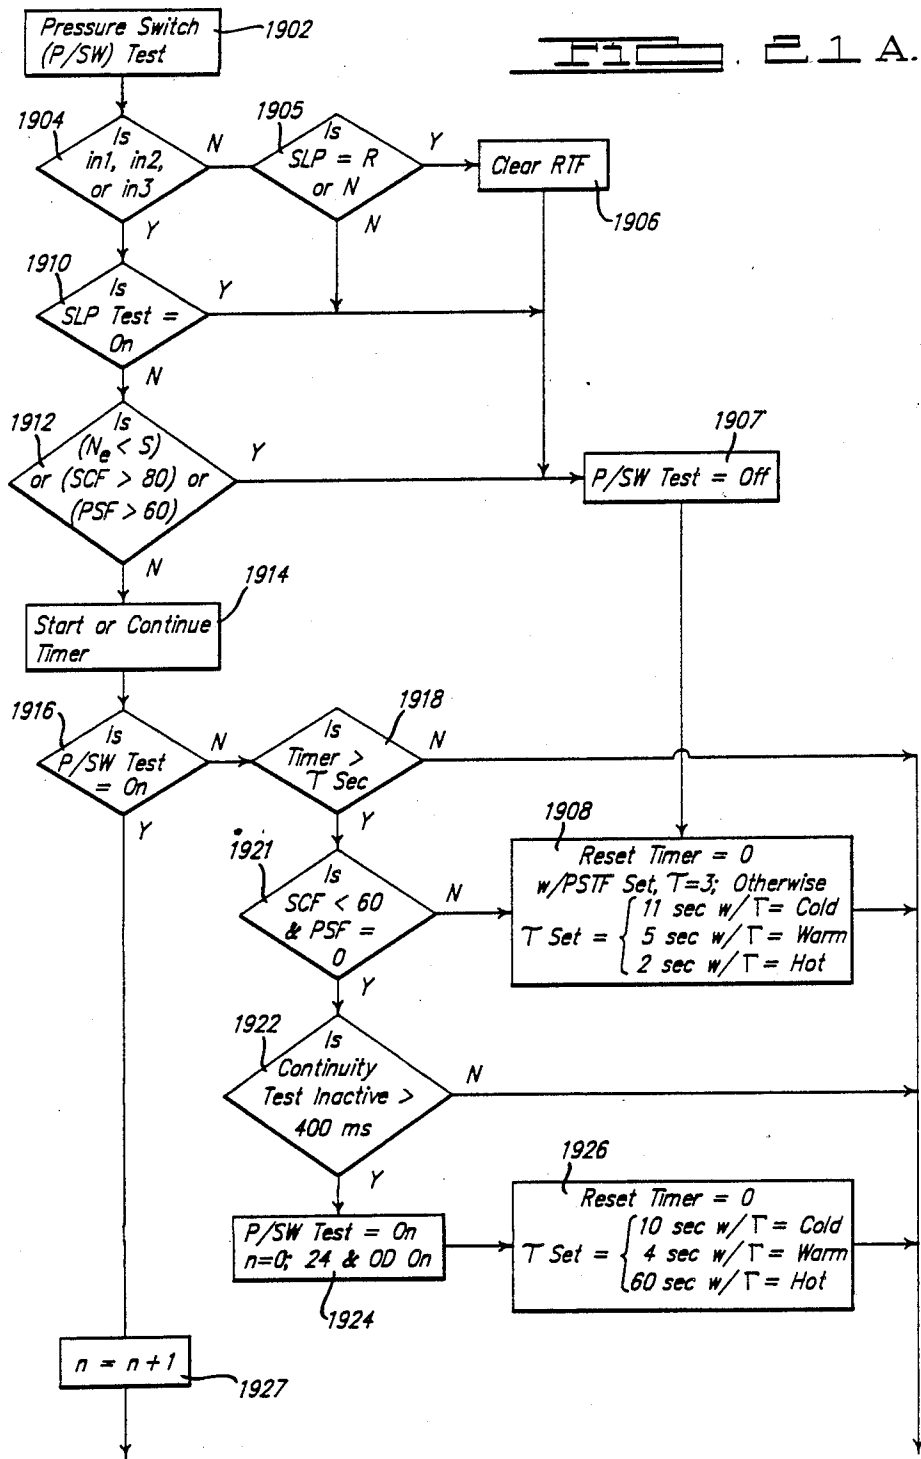 Pressure Switch
(P/SW) Test
1902
FIG. 21A.
1904
Is
in1, in2,
or in3
N
Y
1905
Is
SLP = R
or N
Y
N
Clear RTF
1906
1910
Is
SLP Test =
On
Y
N
1912
Is
(Ne < S)
or (SCF > 80) or
(PSF > 60)
Y
N
1907
P/SW Test = Off
1914
Start or Continue
Timer
1916
Is
P/SW Test
= On
N
Y
1918
Is
Timer >
T Sec
N
Y
1921
Is
SCF < 60
& PSF =
0
N
Y
1908
Reset Timer = 0
w/PSTF Set, T=3; Otherwise
T Set = { 11 sec w/ T = Cold
5 sec w/ T = Warm
2 sec w/ T = Hot
1922
Is
Continuity
Test Inactive >
400 ms
N
Y
P/SW Test = On
n=0; 24 & OD On
1924
1926
Reset Timer = 0
T Set = { 10 sec w/ T = Cold
4 sec w/ T = Warm
60 sec w/ T = Hot
n = n+1
1927